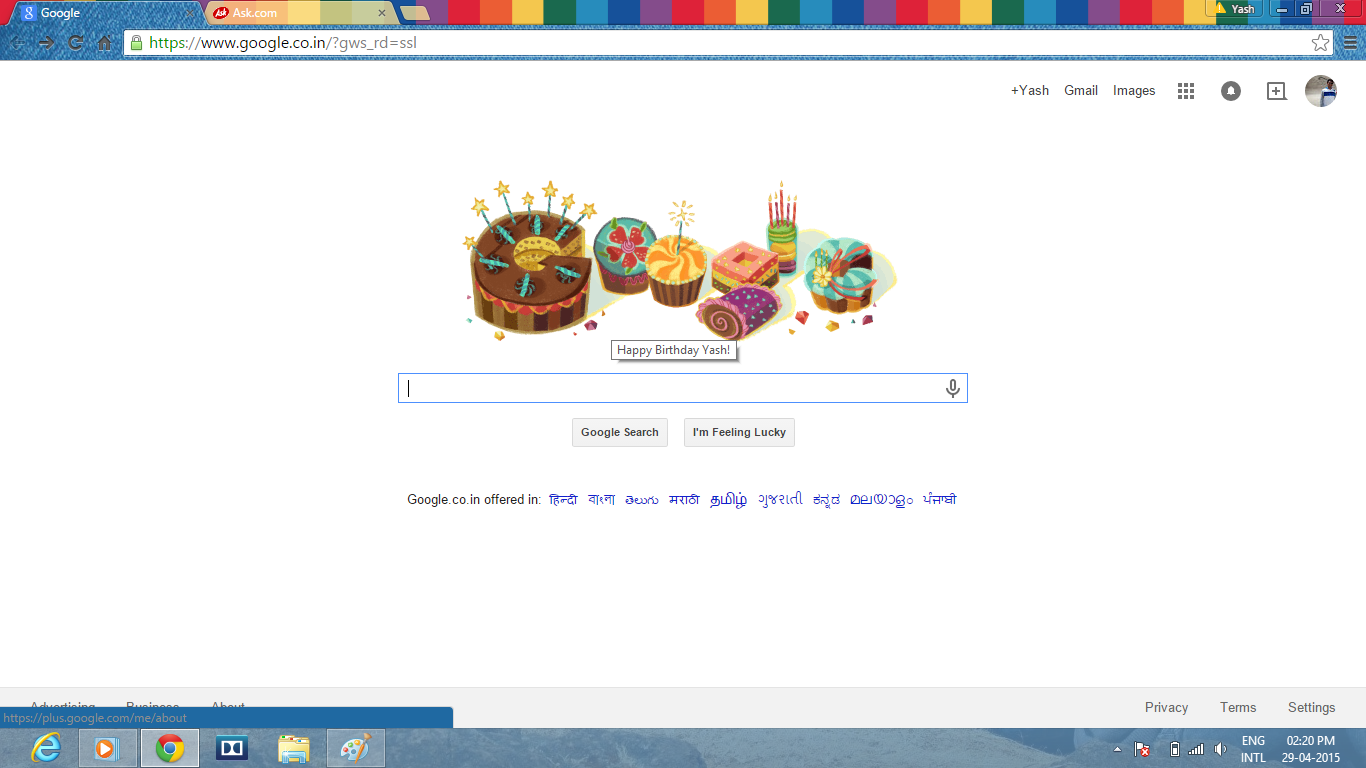 Google
Ask Ask.com
Yash
https://www.google.co.in/?gws_rd=ssl
+Yash Gmail Images
Happy Birthday Yash!
Google Search I'm Feeling Lucky
Google.co.in offered in: हिन्दी বাংলা తెలుగు मराठी தமிழ் ગુજરાતી ಕನ್ನಡ മലയാളം ਪੰਜਾਬੀ
Advertising Business About Privacy Terms Settings
https://plus.google.com/me/about
ENG 02:20 PM
INTL 29-04-2015